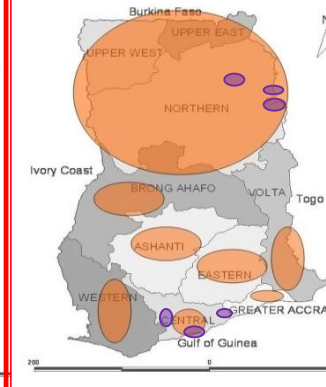 Burkina Faso
N
UPPER EAST
UPPER WEST
NORTHERN
Ivory Coast
BRONG AHAFO
VOLTA
Togo
ASHANTI
EASTERN
WESTERN
GREATER ACCRA
CENTRAL
Gulf of Guinea
200
0